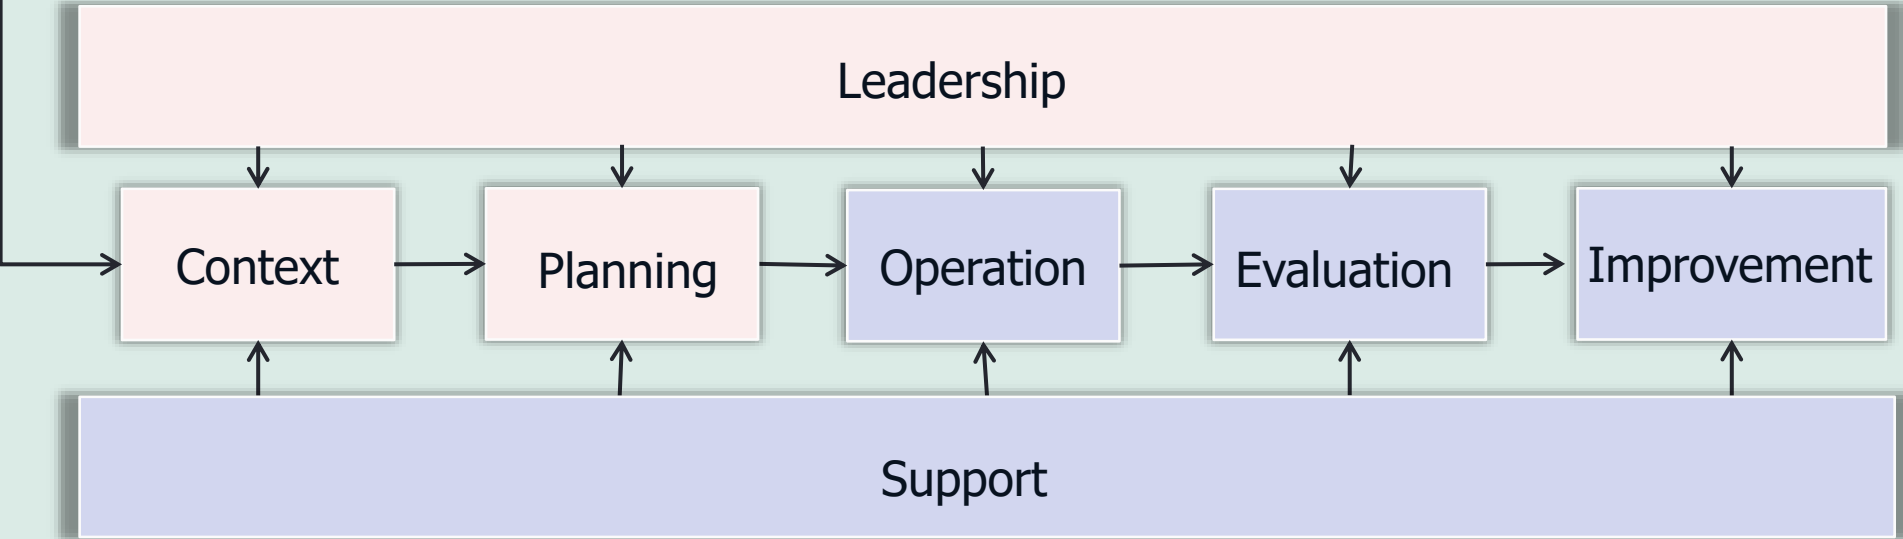 Leadership
Context
Planning
Operation
Evaluation
Improvement
Support